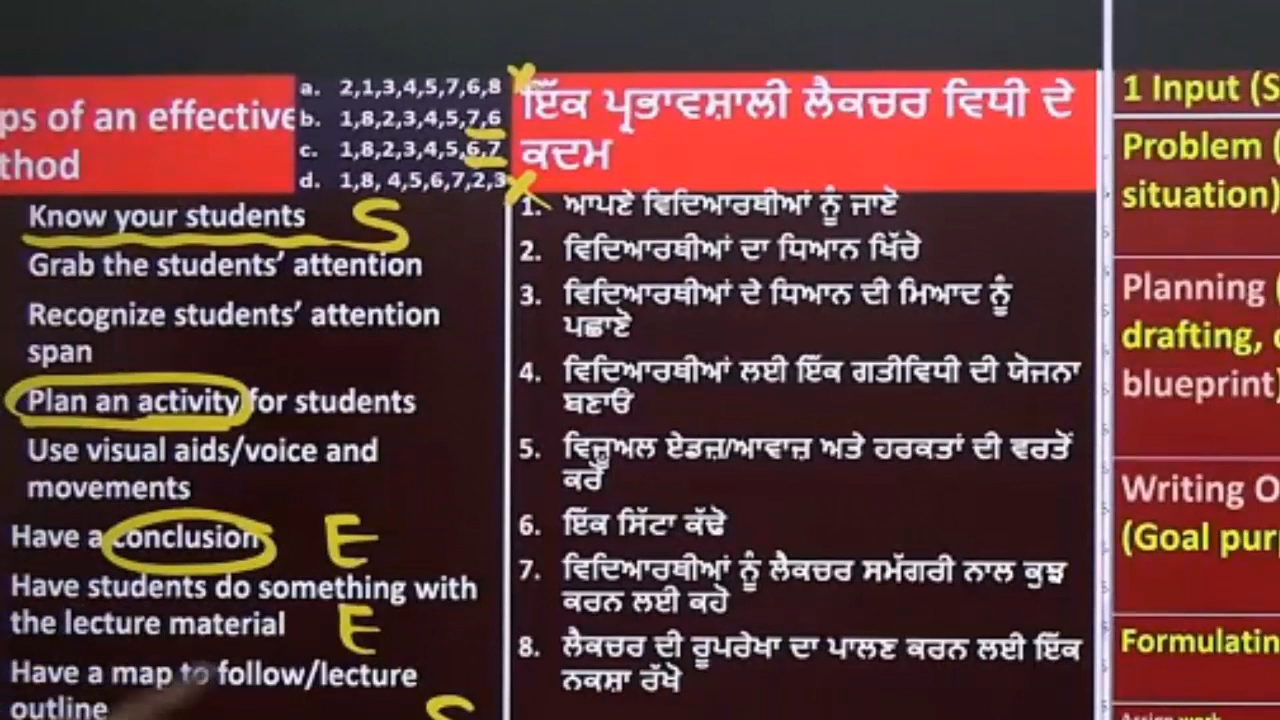 ps of an effective
thod
a. 2,1,3,4,5,7,6,8
b. 1,8,2,3,4,5,7,6
c. 1,8,2,3,4,5,6,7
d. 1,8, 4,5,6,7,2,3
Know your students S
Grab the students’ attention
Recognize students’ attention
span
Plan an activity for students
Use visual aids/voice and
movements
Have a conclusion E
Have students do something with
the lecture material E
Have a map to follow/lecture
outline S
ਇੱਕ ਪ੍ਰਭਾਵਸ਼ਾਲੀ ਲੈਕਚਰ ਵਿਧੀ ਦੇ
ਕਦਮ
1. ਆਪਣੇ ਵਿਦਿਆਰਥੀਆਂ ਨੂੰ ਜਾਣੋ
2. ਵਿਦਿਆਰਥੀਆਂ ਦਾ ਧਿਆਨ ਖਿੱਚੋ
3. ਵਿਦਿਆਰਥੀਆਂ ਦੇ ਧਿਆਨ ਦੀ ਮਿਆਦ ਨੂੰ
ਪਛਾਣੋ
4. ਵਿਦਿਆਰਥੀਆਂ ਲਈ ਇੱਕ ਗਤੀਵਿਧੀ ਦੀ ਯੋਜਨਾ
ਬਣਾਓ
5. ਵਿਜ਼ੂਅਲ ਏਡਜ਼/ਆਵਾਜ਼ ਅਤੇ ਹਰਕਤਾਂ ਦੀ ਵਰਤੋਂ
ਕਰੋ
6. ਇੱਕ ਸਿੱਟਾ ਕੱਢੋ
7. ਵਿਦਿਆਰਥੀਆਂ ਨੂੰ ਲੈਕਚਰ ਸਮੱਗਰੀ ਨਾਲ ਕੁਝ
ਕਰਨ ਲਈ ਕਹੋ
8. ਲੈਕਚਰ ਦੀ ਰੂਪਰੇਖਾ ਦਾ ਪਾਲਣ ਕਰਨ ਲਈ ਇੱਕ
ਨਕਸ਼ਾ ਰੱਖੋ
1 Input (S
Problem (
situation)
Planning (
drafting,
blueprint)
Writing O
(Goal pur
Formulatin